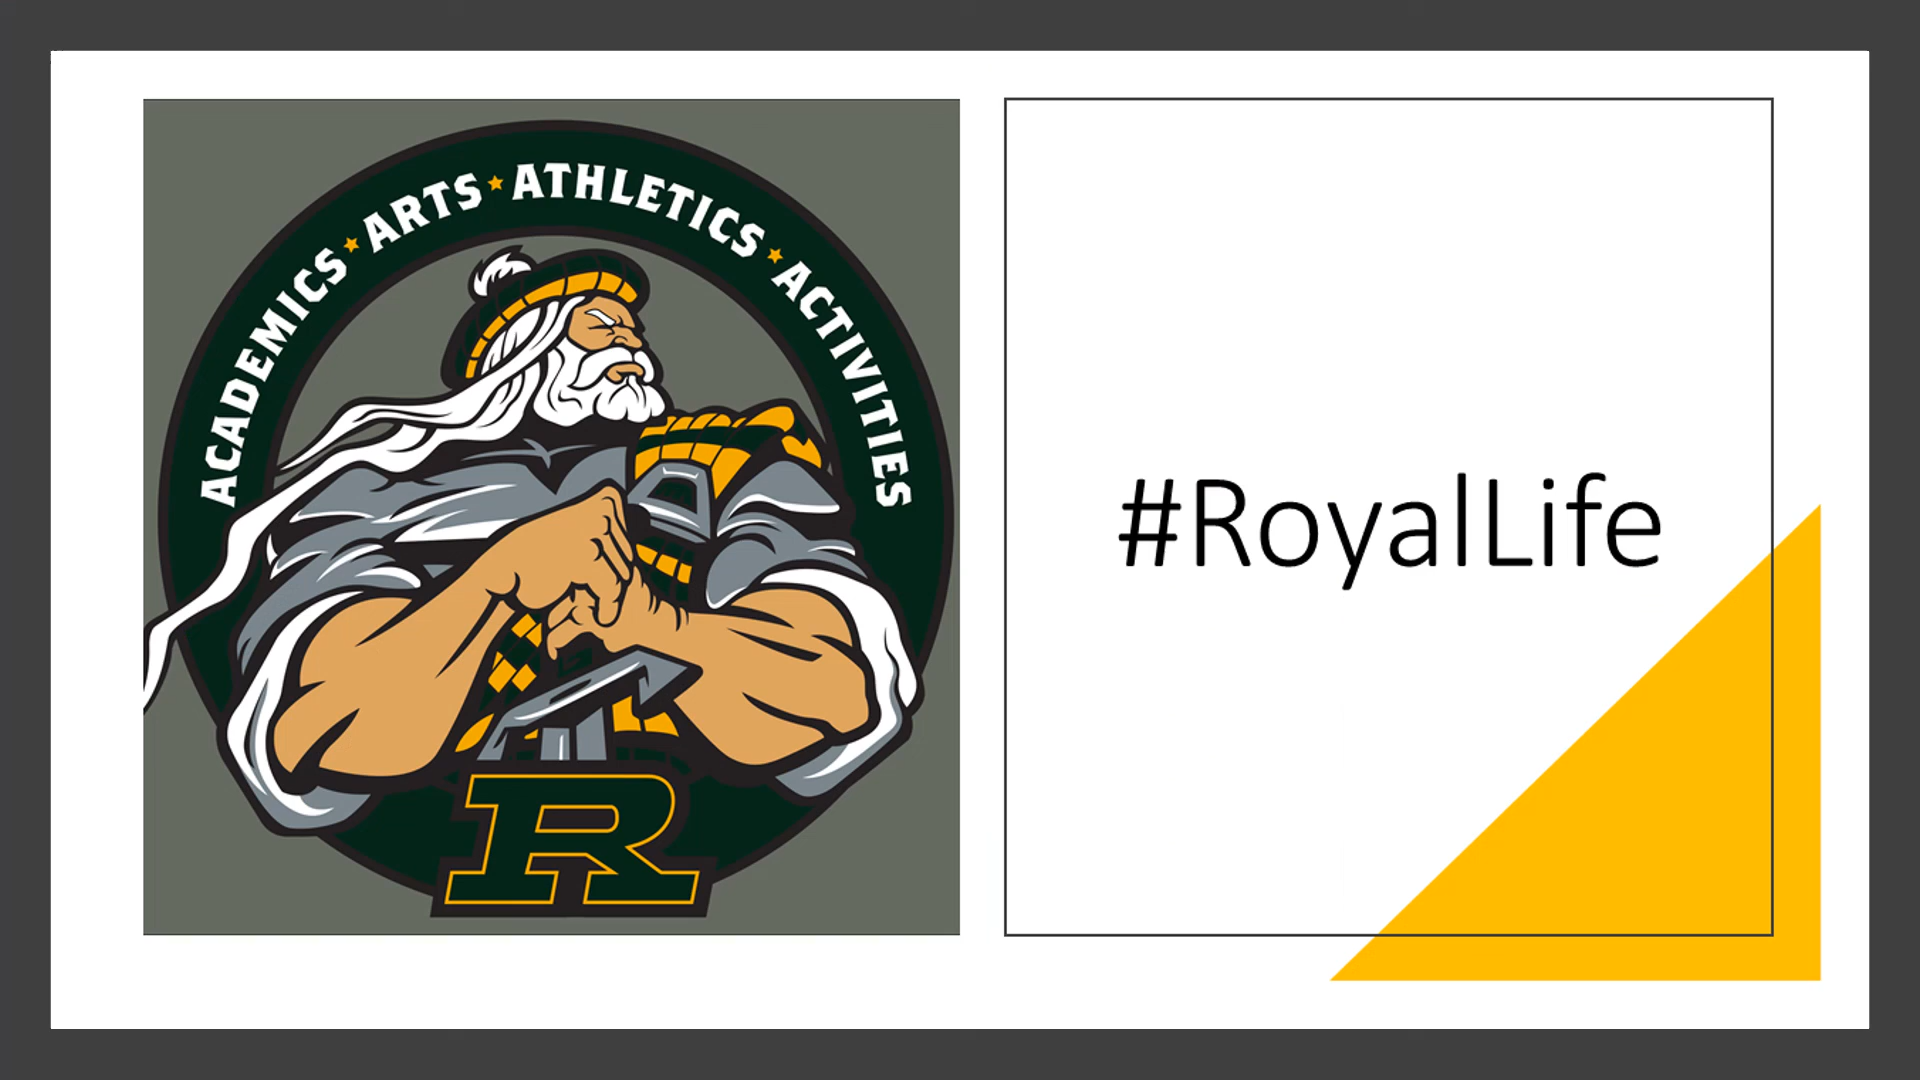 ACADEMICS ★ ARTS ★ ATHLETICS ★ ACTIVITIES
R
#RoyalLife